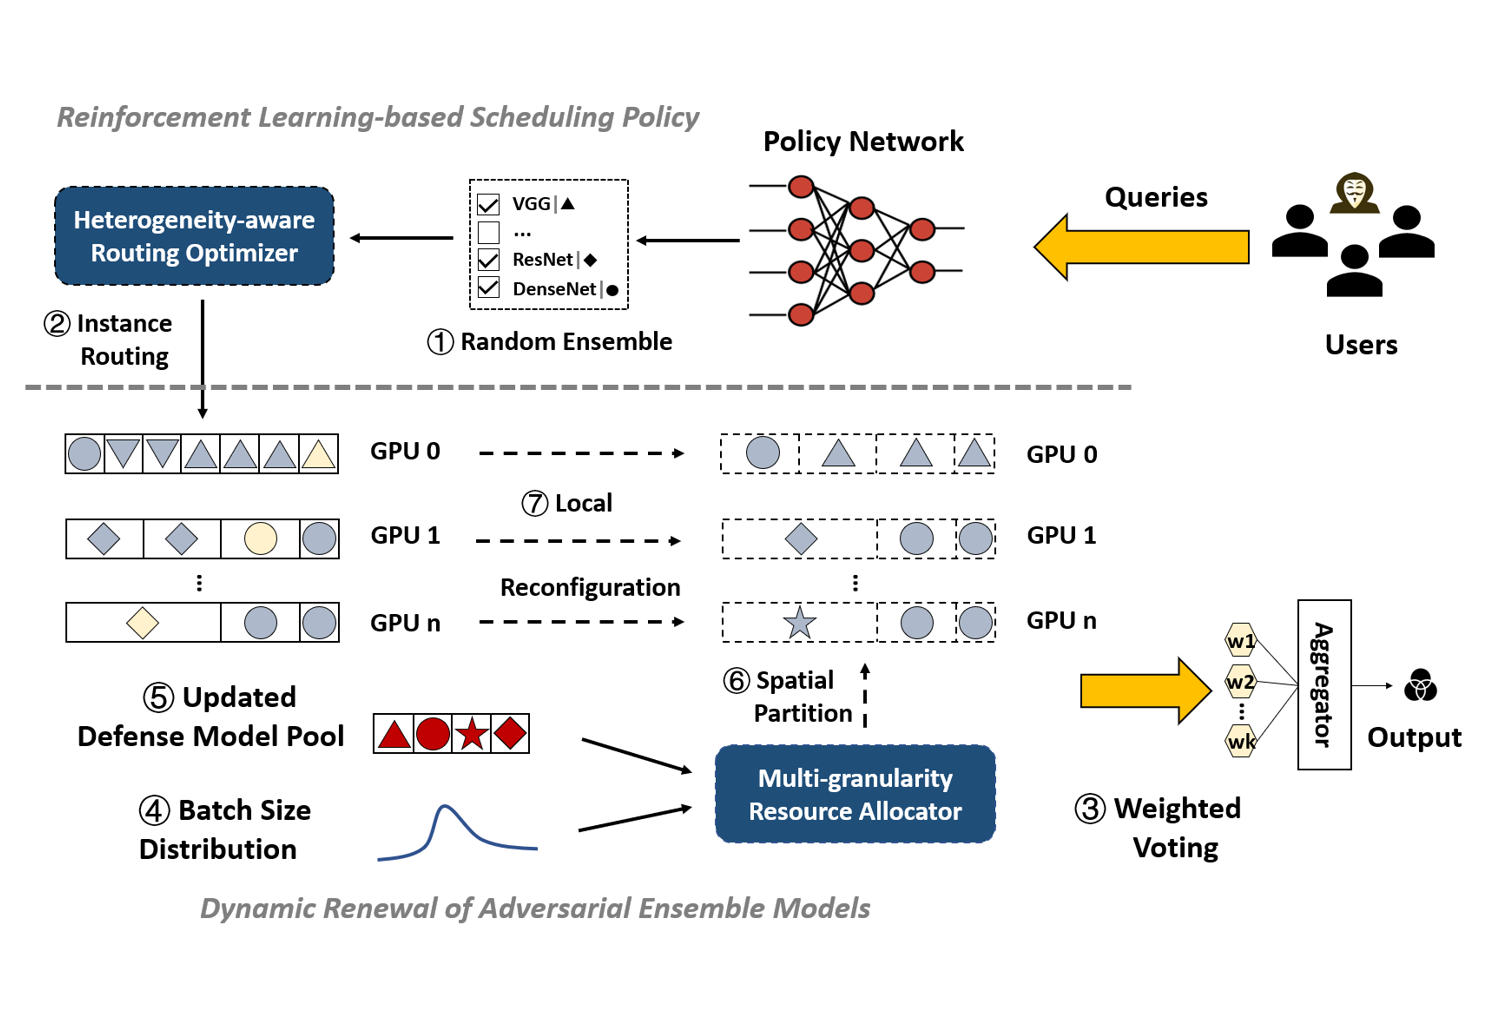 Reinforcement Learning-based Scheduling Policy
Policy Network
Queries
Users
Heterogeneity-aware
Routing Optimizer
VGG|▲
...
ResNet|◆
DenseNet|●
① Random Ensemble
② Instance
Routing
GPU 0
GPU 0
⑦ Local
GPU 1
GPU 1
Reconfiguration
GPU n
GPU n
⑤ Updated
Defense Model Pool
⑥ Spatial
Partition
w1
w2
wk
Aggregator
Output
④ Batch Size
Distribution
Multi-granularity
Resource Allocator
③ Weighted
Voting
Dynamic Renewal of Adversarial Ensemble Models